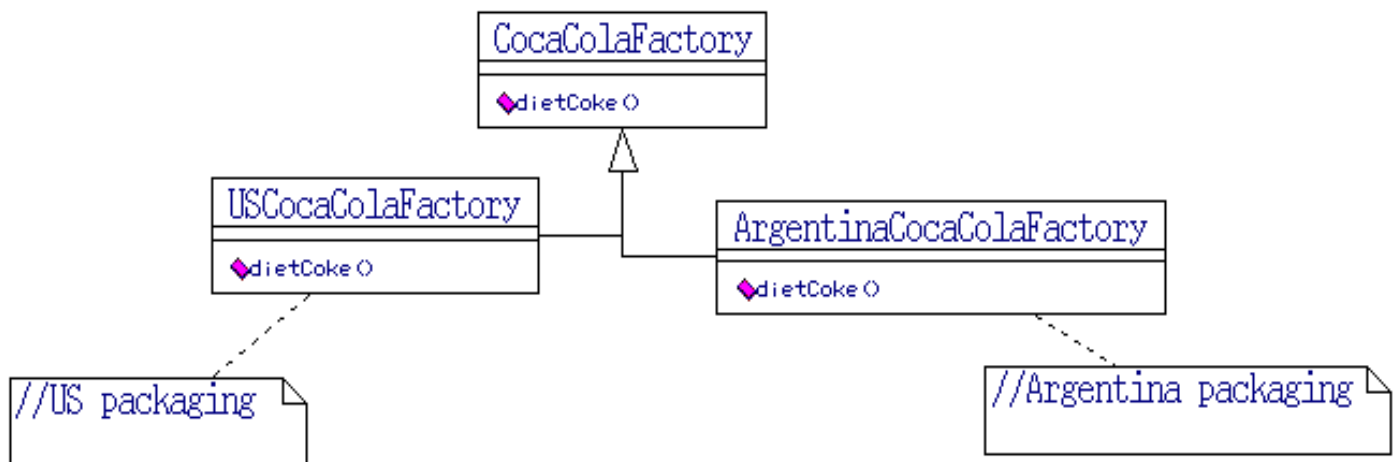 CocaColaFactory
dietCoke()
USCocaColaFactory
dietCoke()
ArgentinaCocaColaFactory
dietCoke()
//US packaging
//Argentina packaging